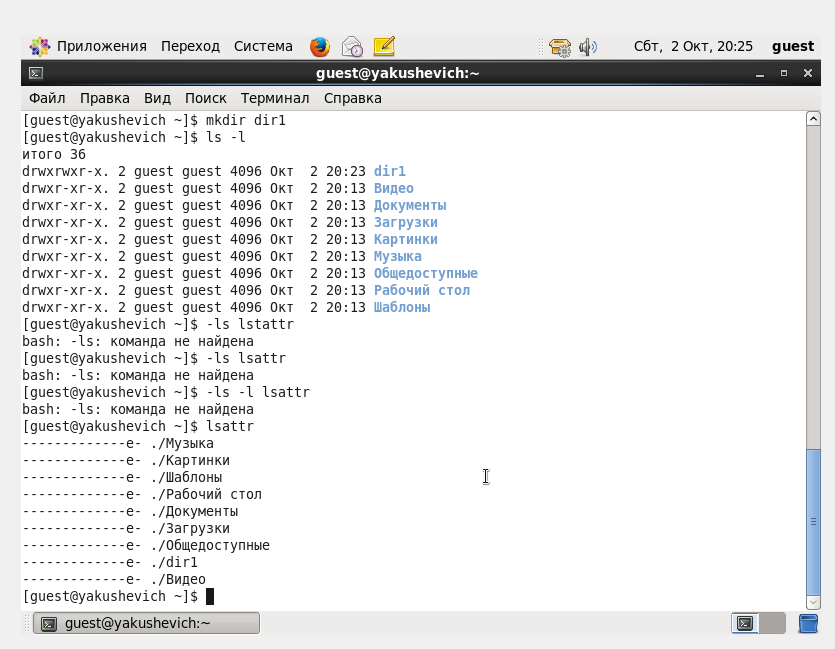 Приложения Переход Система Сбт, 2 Окт, 20:25 guest
guest@yakushevich:~
Файл Правка Вид Поиск Терминал Справка
[guest@yakushevich ~]$ mkdir dir1
[guest@yakushevich ~]$ ls -l
итого 36
drwxrwxr-x. 2 guest guest 4096 Окт  2 20:23 dir1
drwxr-xr-x. 2 guest guest 4096 Окт  2 20:13 Видео
drwxr-xr-x. 2 guest guest 4096 Окт  2 20:13 Документы
drwxr-xr-x. 2 guest guest 4096 Окт  2 20:13 Загрузки
drwxr-xr-x. 2 guest guest 4096 Окт  2 20:13 Картинки
drwxr-xr-x. 2 guest guest 4096 Окт  2 20:13 Музыка
drwxr-xr-x. 2 guest guest 4096 Окт  2 20:13 Общедоступные
drwxr-xr-x. 2 guest guest 4096 Окт  2 20:13 Рабочий стол
drwxr-xr-x. 2 guest guest 4096 Окт  2 20:13 Шаблоны
[guest@yakushevich ~]$ -ls lstattr
bash: -ls: команда не найдена
[guest@yakushevich ~]$ -ls lsattr
bash: -ls: команда не найдена
[guest@yakushevich ~]$ -ls -l lsattr
bash: -ls: команда не найдена
[guest@yakushevich ~]$ lsattr
-------------e- ./Музыка
-------------e- ./Картинки
-------------e- ./Шаблоны
-------------e- ./Рабочий стол
-------------e- ./Документы
-------------e- ./Загрузки
-------------e- ./Общедоступные
-------------e- ./dir1
-------------e- ./Видео
[guest@yakushevich ~]$
guest@yakushevich:~